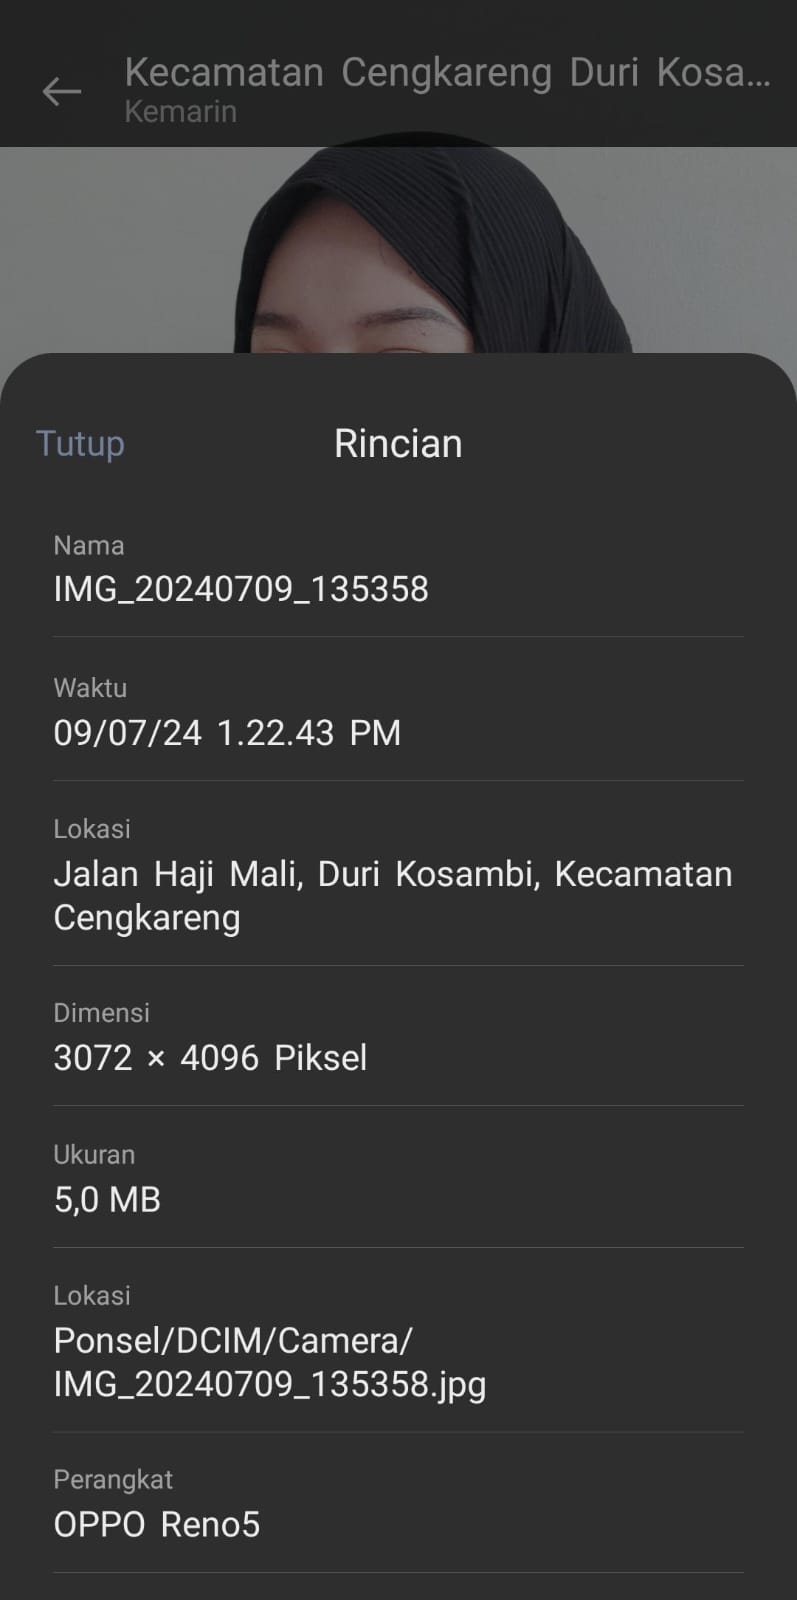 Kecamatan Cengkareng Duri Kosa...
Kemarin
Tutup
Rincian
Nama
IMG_20240709_135358
Waktu
09/07/24 1.22.43 PM
Lokasi
Jalan Haji Mali, Duri Kosambi, Kecamatan
Cengkareng
Dimensi
3072 × 4096 Piksel
Ukuran
5,0 MB
Lokasi
Ponsel/DCIM/Camera/
IMG_20240709_135358.jpg
Perangkat
OPPO Reno5